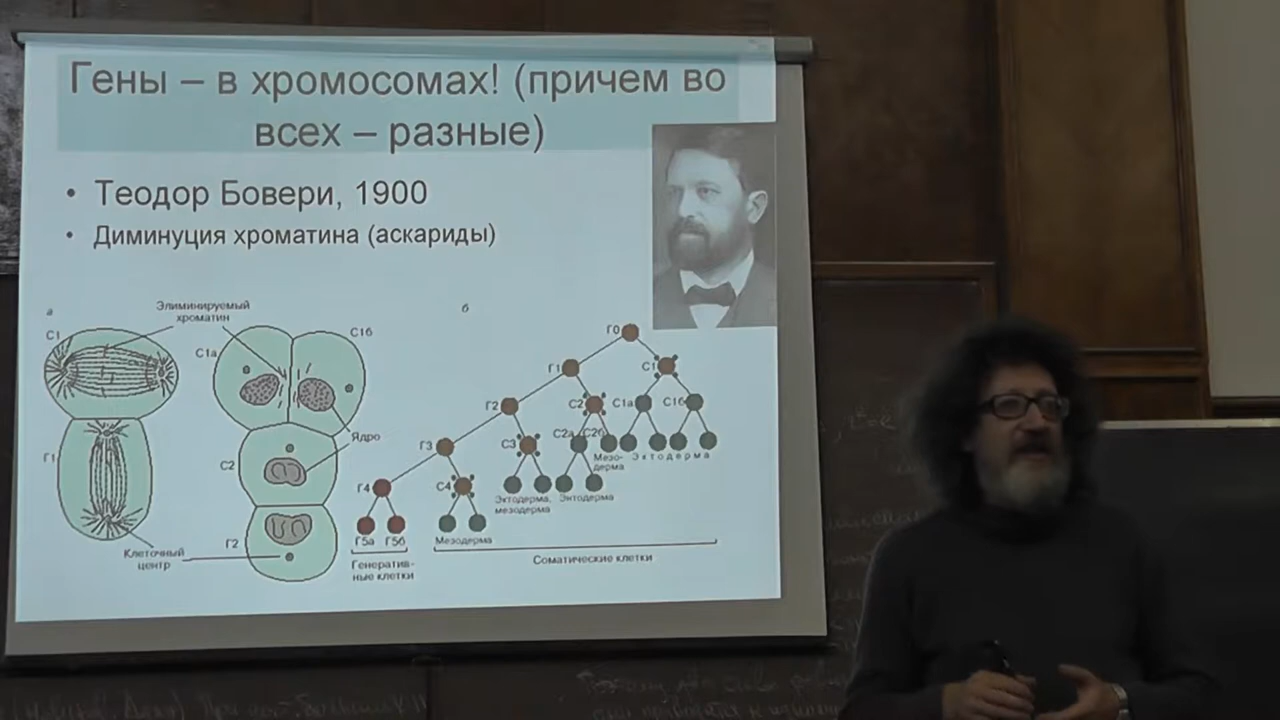 Гены – в хромосомах! (причем во
всех – разные)
• Теодор Бовери, 1900
• Диминуция хроматина (аскариды)
а
Элиминируемый
хроматин
С1
С1а
С1б
Г1
С2
Ядро
Г2
Клеточный
центр
б
Г0
Г1
С1
Г2
С2
С1а
С1б
Г3
С3
С2а
С2б
Мезо-
дерма
Эктодерма
Г4
С4
Эктодерма,
мезодерма
Энтодерма
Г5а
Г5б
Мезодерма
Генератив-
ные клетки
Соматические клетки